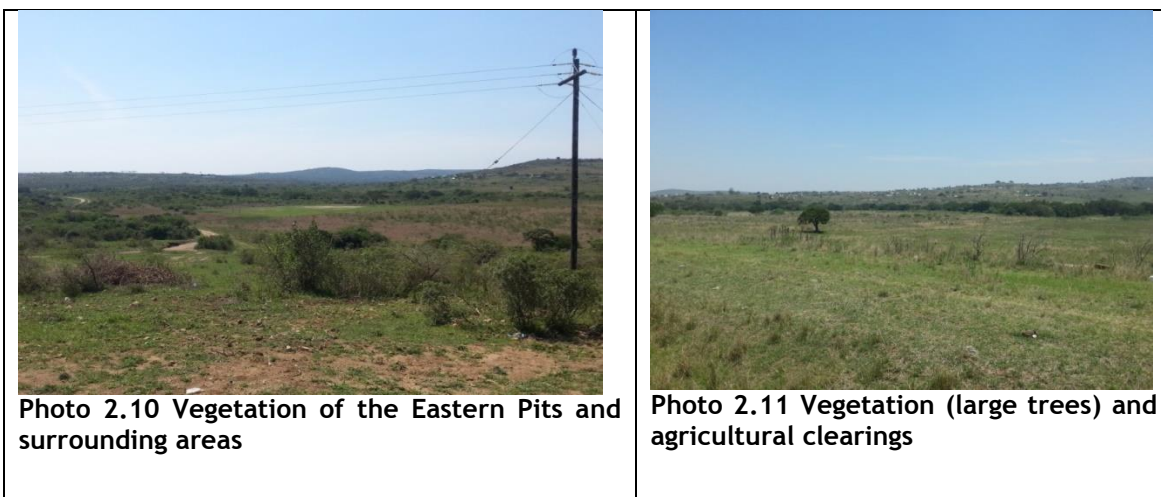 Photo 2.10 Vegetation of the Eastern Pits and
surrounding areas
Photo 2.11 Vegetation (large trees) and
agricultural clearings